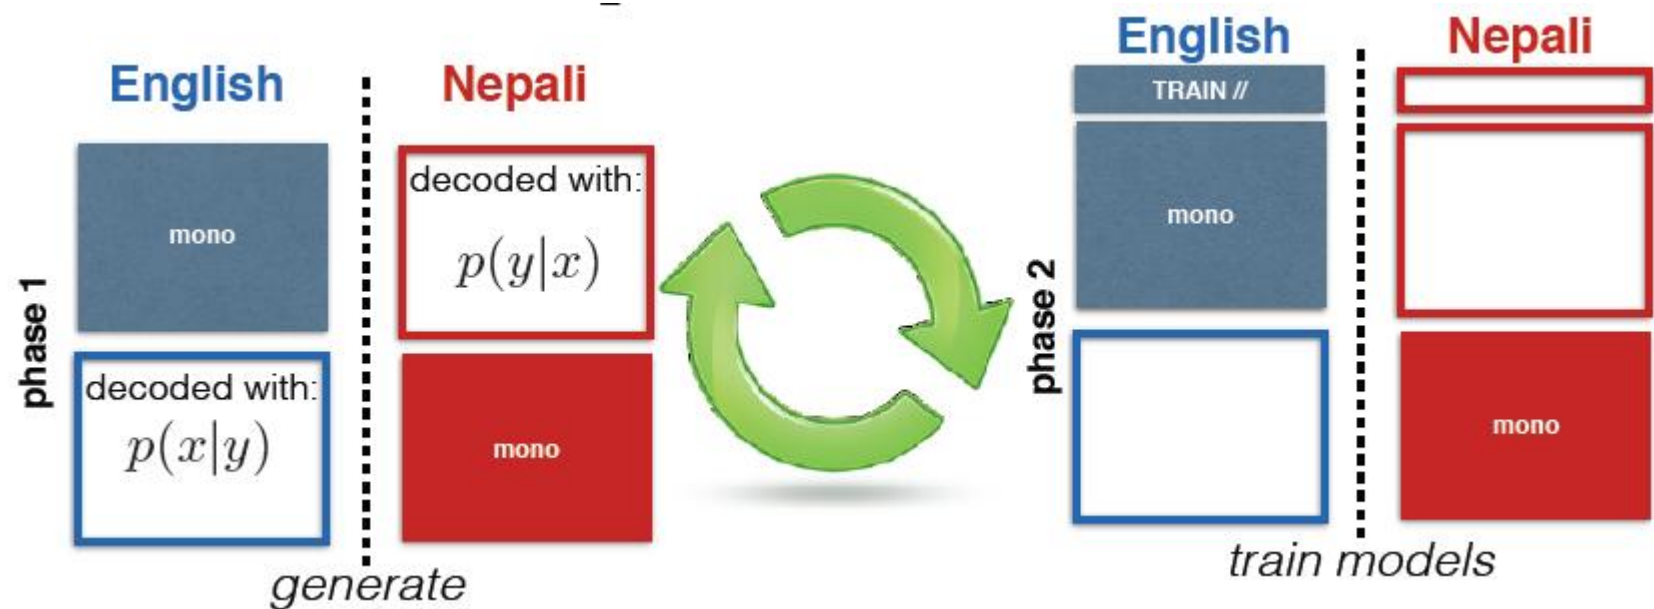 English
Nepali
phase 1
mono
decoded with:
p(y|x)
decoded with:
p(x|y)
mono
generate
English
Nepali
phase 2
TRAIN //
mono
mono
train models